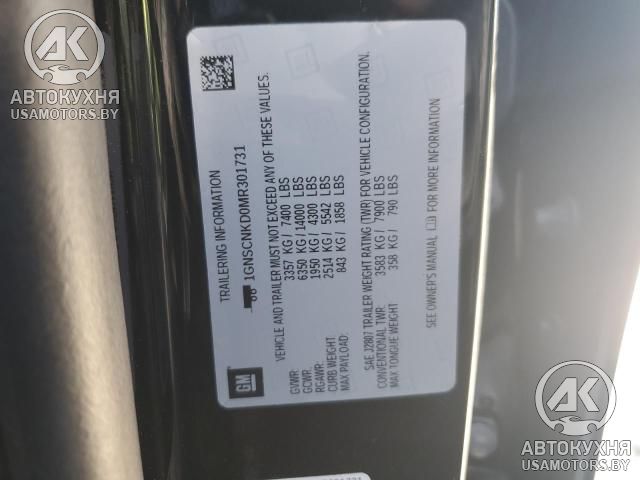 AK
АВТОКУХНЯ
USAMOTORS.BY
TRAILERING INFORMATION
1GNSCNKD0MR301731
VEHICLE AND TRAILER MUST NOT EXCEED ANY OF THESE VALUES.
GVWR: 3357 KG / 7400 LBS
GCWR: 6350 KG / 14000 LBS
RGAWR: 1950 KG / 4300 LBS
CURB WEIGHT: 2514 KG / 5542 LBS
MAX PAYLOAD: 843 KG / 1858 LBS
SAE J2807 TRAILER WEIGHT RATING (TWR) FOR VEHICLE CONFIGURATION.
CONVENTIONAL TWR: 3583 KG / 7900 LBS
MAX TONGUE WEIGHT 358 KG / 790 LBS
SEE OWNER'S MANUAL FOR MORE INFORMATION
GM
AK
АВТОКУХНЯ
USAMOTORS.BY